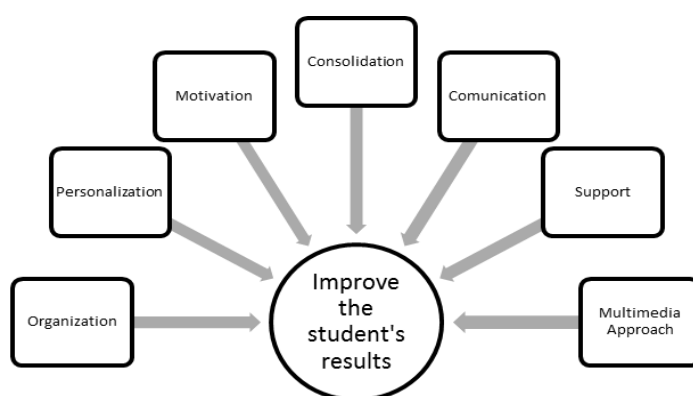 Consolidation
Motivation
Comunication
Personalization
Support
Organization
Improve
the
student's
results
Multimedia
Approach